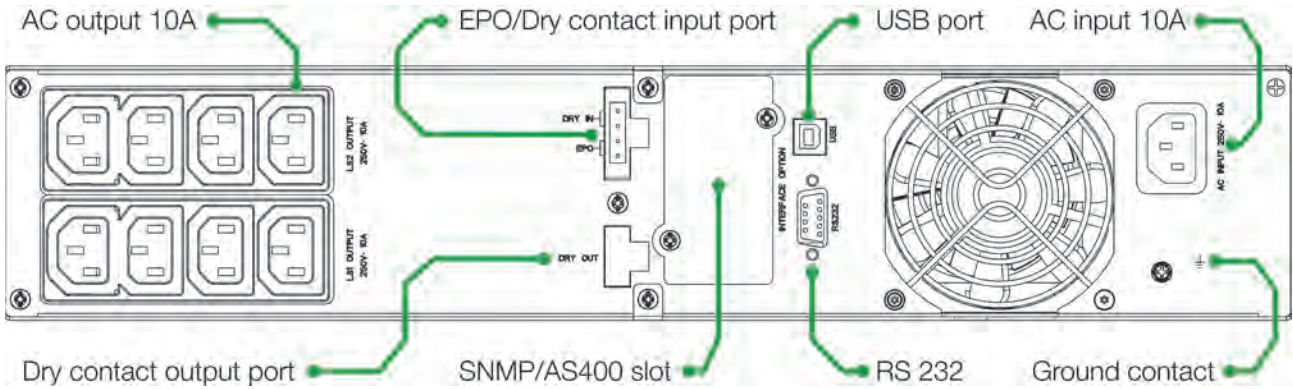 AC output 10A
EPO/Dry contact input port
USB port
AC input 10A
LS2 OUTPUT
250V~ 10A
DRY IN
EPO
INTERFACE OPTION
USB
AC INPUT 250V~ 10A
LS1 OUTPUT
250V~ 10A
DRY OUT
RS232
Dry contact output port
SNMP/AS400 slot
RS 232
Ground contact